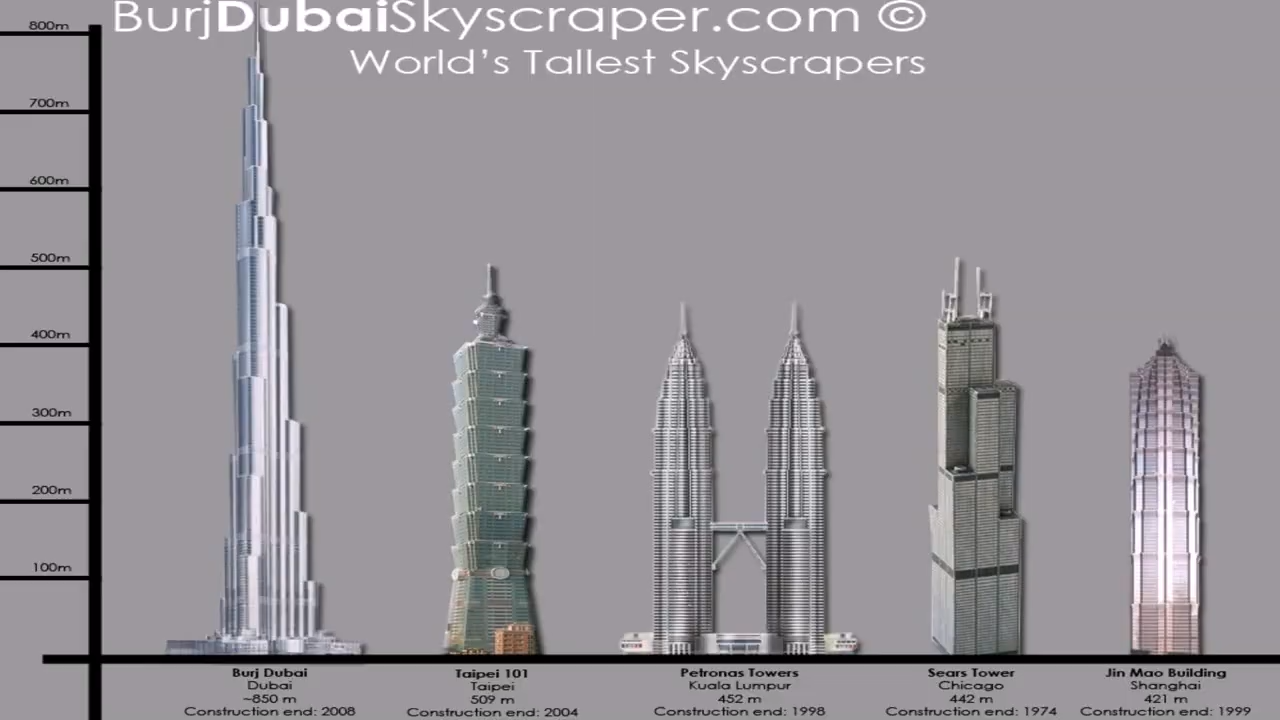 BurjDubaiSkyscraper.com ©
World's Tallest Skyscrapers
800m
700m
600m
500m
400m
300m
200m
100m
Burj Dubai
Dubai
~850 m
Construction end: 2008
Taipei 101
Taipei
509 m
Construction end: 2004
Petronas Towers
Kuala Lumpur
452 m
Construction end: 1998
Sears Tower
Chicago
442 m
Construction end: 1974
Jin Mao Building
Shanghai
421 m
Construction end: 1999